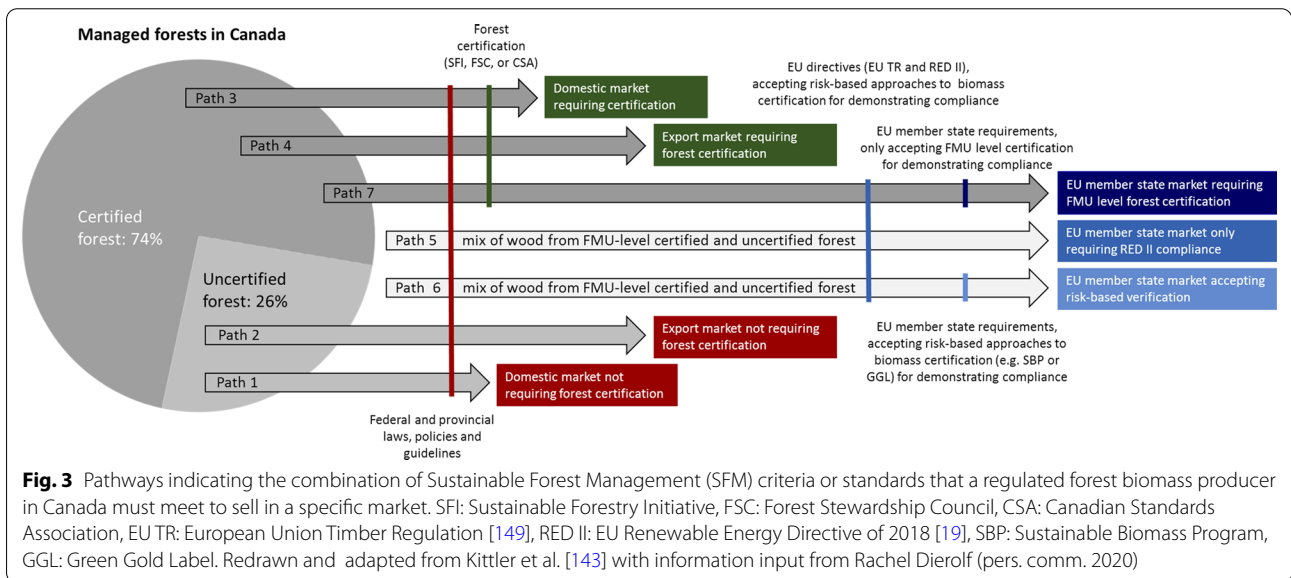 Managed forests in Canada
Forest
certification
(SFI, FSC, or CSA)
EU directives (EU TR and RED II),
accepting risk-based approaches to biomass
certification for demonstrating compliance
Path 3
Domestic market
requiring certification
Path 4
Export market requiring
forest certification
EU member state requirements,
only accepting FMU level certification
for demonstrating compliance
Path 7
EU member state market requiring
FMU level forest certification
Certified
forest: 74%
Path 5 mix of wood from FMU-level certified and uncertified forest
EU member state market only
requiring RED II compliance
Uncertified
forest: 26%
Path 6 mix of wood from FMU-level certified and uncertified forest
EU member state market accepting
risk-based verification
Path 2
Export market not requiring
forest certification
EU member state requirements,
accepting risk-based approaches to
biomass certification (e.g. SBP or
GGL) for demonstrating compliance
Path 1
Domestic market not
requiring forest certification
Federal and provincial
laws, policies and
guidelines
Fig. 3 Pathways indicating the combination of Sustainable Forest Management (SFM) criteria or standards that a regulated forest biomass producer
in Canada must meet to sell in a specific market. SFI: Sustainable Forestry Initiative, FSC: Forest Stewardship Council, CSA: Canadian Standards
Association, EU TR: European Union Timber Regulation [149], RED II: EU Renewable Energy Directive of 2018 [19], SBP: Sustainable Biomass Program,
GGL: Green Gold Label. Redrawn and adapted from Kittler et al. [143] with information input from Rachel Dierolf (pers. comm. 2020)